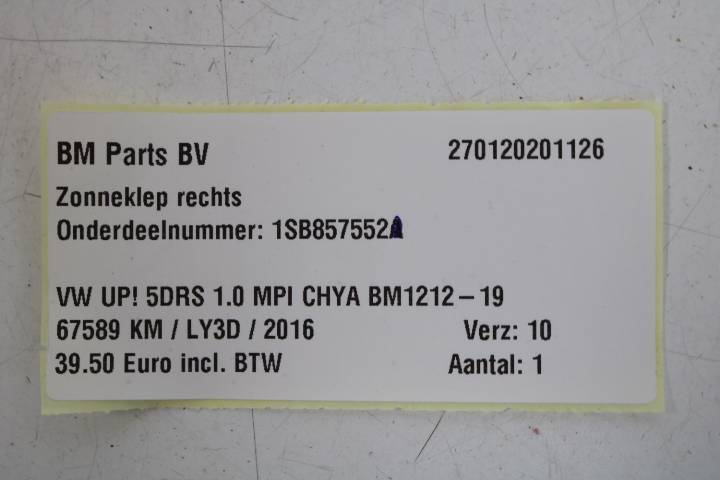 BM Parts BV 270120201126
Zonneklep rechts
Onderdeelnummer: 1SB857552A
VW UP! 5DRS 1.0 MPI CHYA BM1212-19
67589 KM / LY3D / 2016 Verz: 10
39.50 Euro incl. BTW Aantal: 1